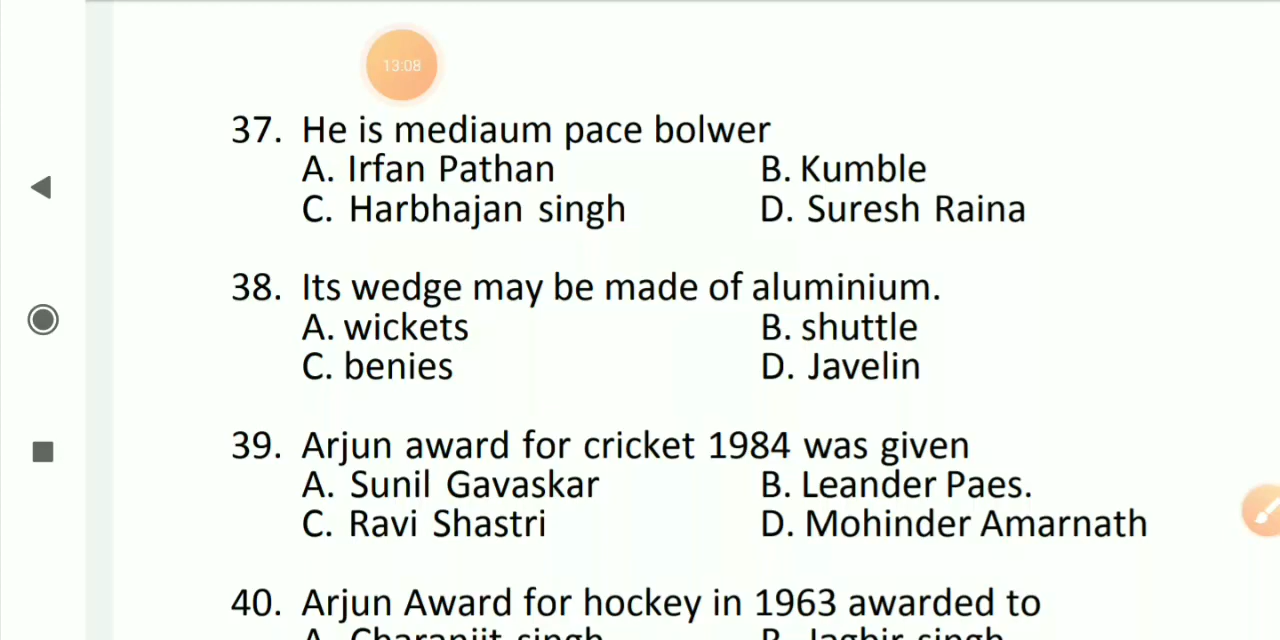 13:08
37. He is mediaum pace bolwer
A. Irfan Pathan B. Kumble
C. Harbhajan singh D. Suresh Raina
38. Its wedge may be made of aluminium.
A. wickets B. shuttle
C. benies D. Javelin
39. Arjun award for cricket 1984 was given
A. Sunil Gavaskar B. Leander Paes.
C. Ravi Shastri D. Mohinder Amarnath
40. Arjun Award for hockey in 1963 awarded to
A. Charanjit singh B. Jagbir singh